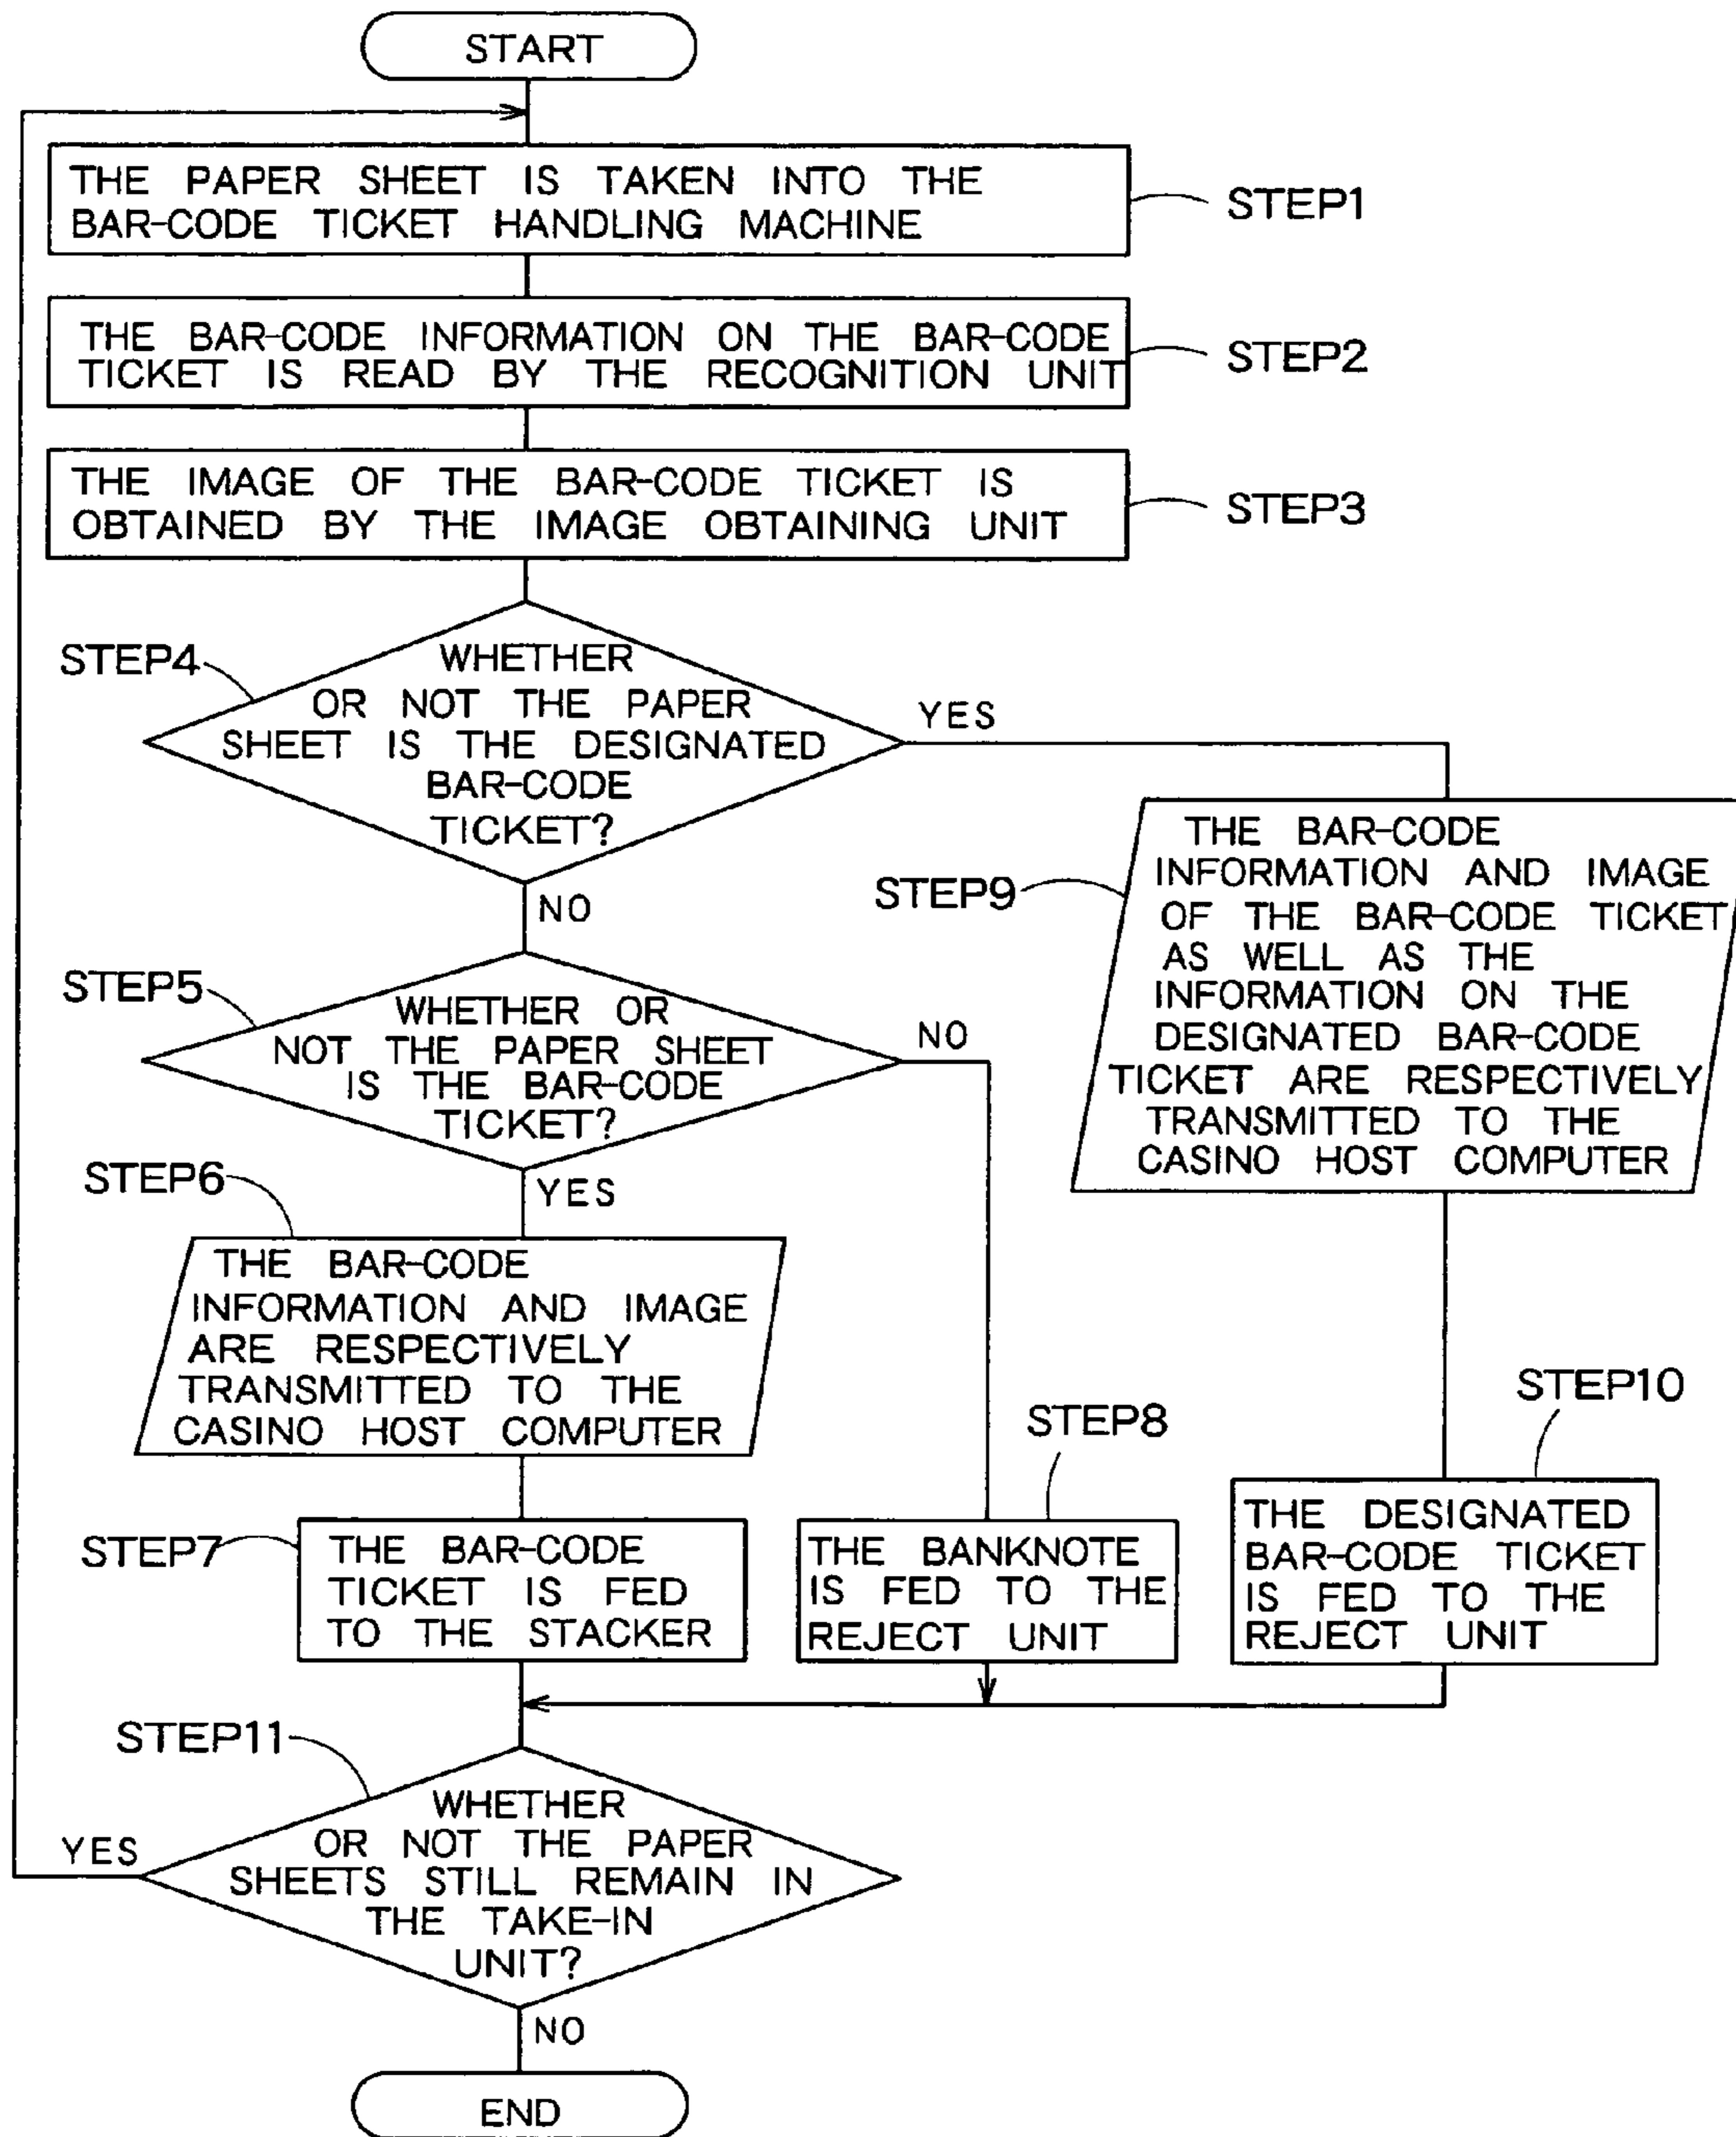 START
THE PAPER SHEET IS TAKEN INTO THE
BAR-CODE TICKET HANDLING MACHINE
STEP1
THE BAR-CODE INFORMATION ON THE BAR-CODE
TICKET IS READ BY THE RECOGNITION UNIT
STEP2
THE IMAGE OF THE BAR-CODE TICKET IS
OBTAINED BY THE IMAGE OBTAINING UNIT
STEP3
STEP4
WHETHER
OR NOT THE PAPER
SHEET IS THE DESIGNATED
BAR-CODE
TICKET?
YES
NO
STEP9
THE BAR-CODE
INFORMATION AND IMAGE
OF THE BAR-CODE TICKET
AS WELL AS THE
INFORMATION ON THE
DESIGNATED BAR-CODE
TICKET ARE RESPECTIVELY
TRANSMITTED TO THE
CASINO HOST COMPUTER
STEP5
WHETHER OR
NOT THE PAPER SHEET
IS THE BAR-CODE
TICKET?
NO
YES
STEP6
THE BAR-CODE
INFORMATION AND IMAGE
ARE RESPECTIVELY
TRANSMITTED TO THE
CASINO HOST COMPUTER
STEP7
THE BAR-CODE
TICKET IS FED
TO THE STACKER
STEP8
THE BANKNOTE
IS FED TO THE
REJECT UNIT
STEP10
THE DESIGNATED
BAR-CODE TICKET
IS FED TO THE
REJECT UNIT
STEP11
WHETHER
OR NOT THE PAPER
SHEETS STILL REMAIN IN
THE TAKE-IN
UNIT?
YES
NO
END